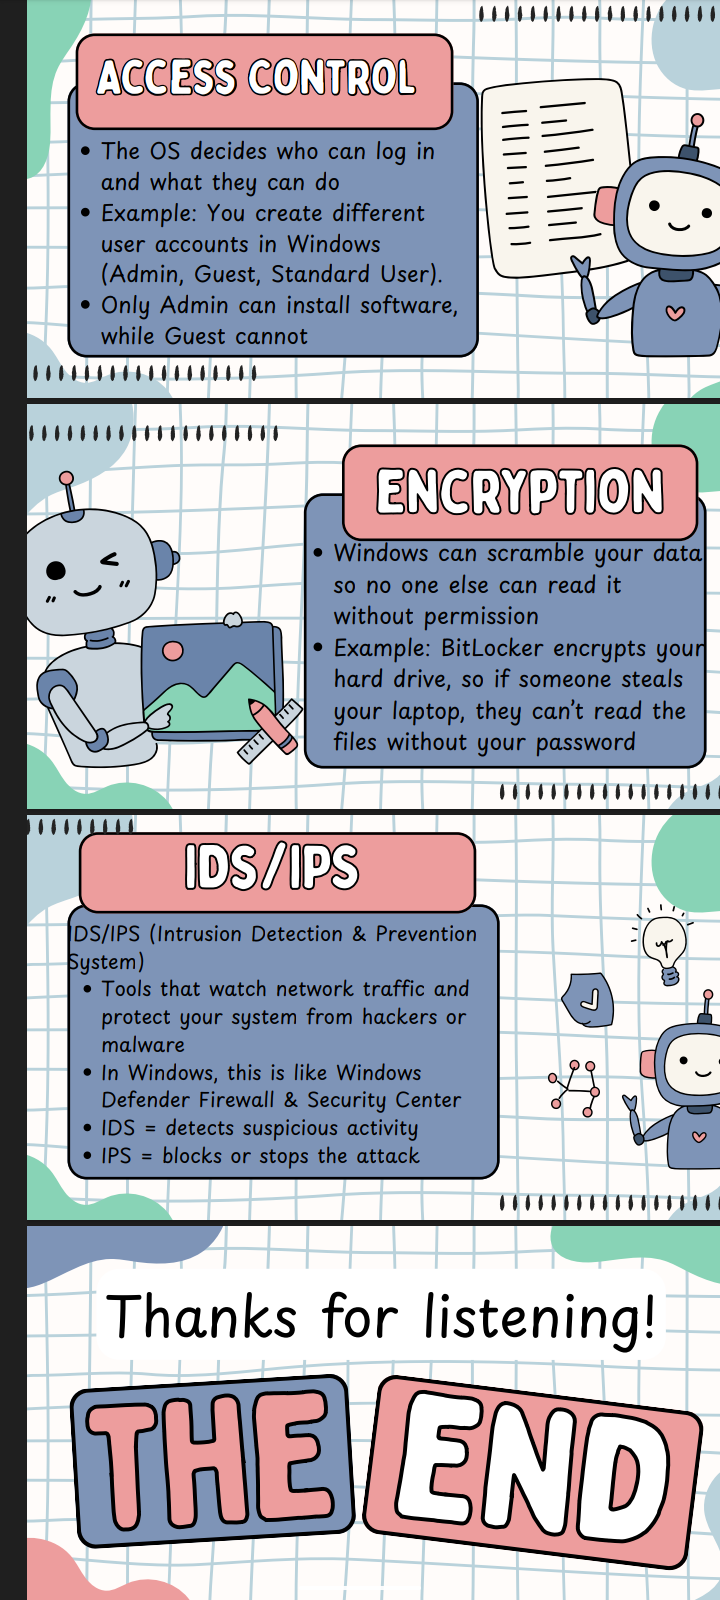 ACCESS CONTROL
• The OS decides who can log in
and what they can do
• Example: You create different
user accounts in Windows
(Admin, Guest, Standard User).
• Only Admin can install software,
while Guest cannot
ENCRYPTION
• Windows can scramble your data
so no one else can read it
without permission
• Example: BitLocker encrypts your
hard drive, so if someone steals
your laptop, they can't read the
files without your password
IDS/IPS
IDS/IPS (Intrusion Detection & Prevention
System)
• Tools that watch network traffic and
protect your system from hackers or
malware
• In Windows, this is like Windows
Defender Firewall & Security Center
• IDS = detects suspicious activity
• IPS = blocks or stops the attack
Thanks for listening!
THE END